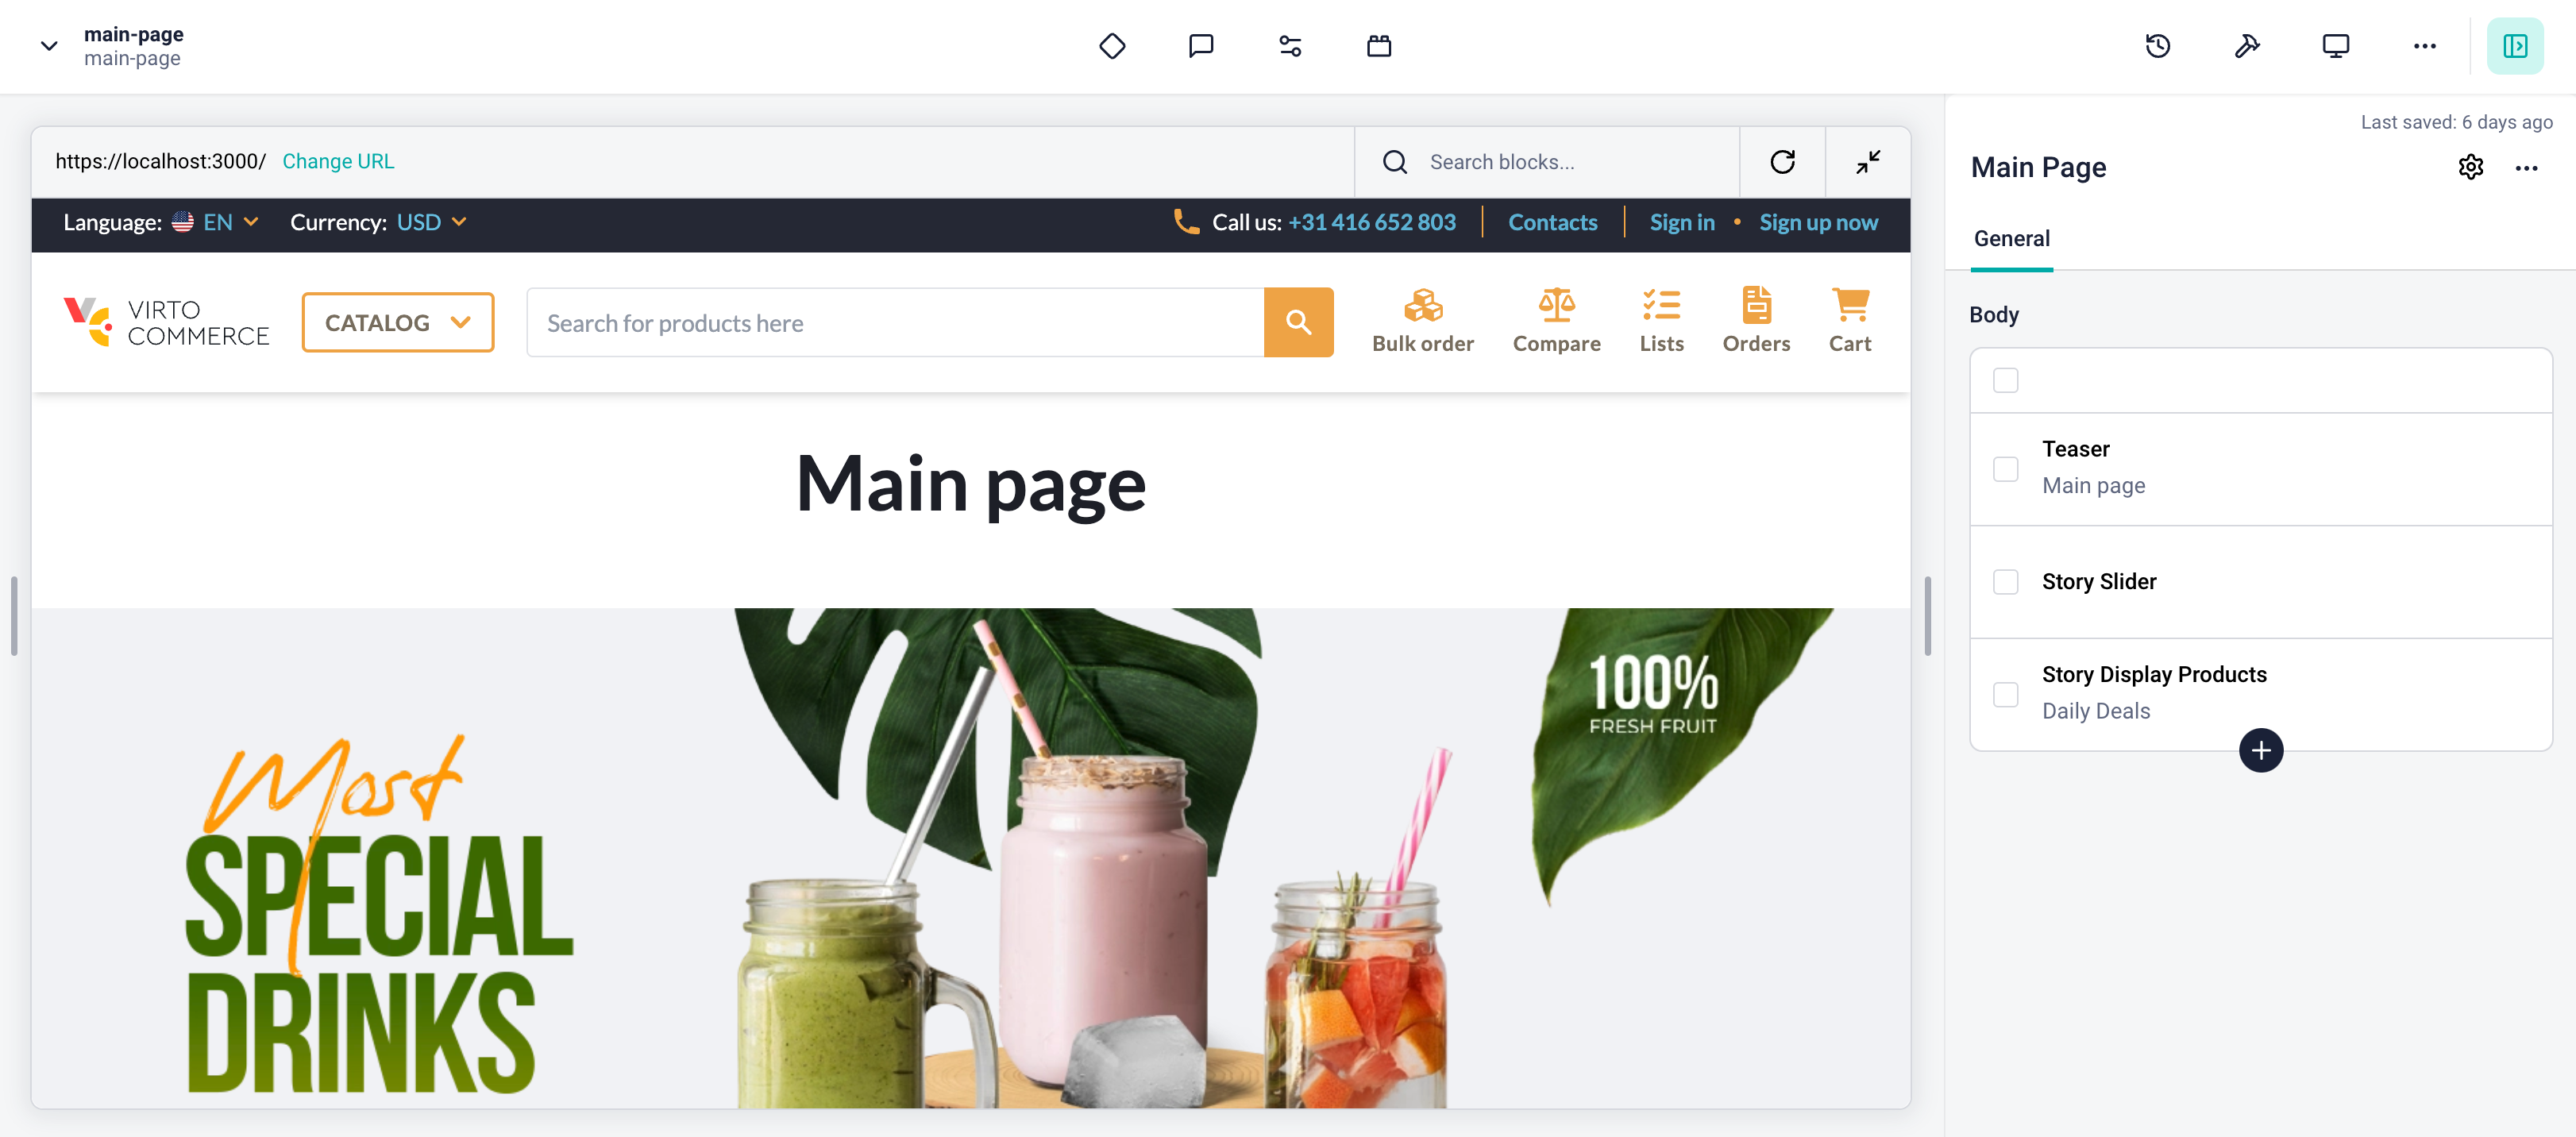 main-page
main-page
https://localhost:3000/ Change URL
Search blocks...
Language: EN Currency: USD
Call us: +31 416 652 803 Contacts Sign in • Sign up now
VIRTO
COMMERCE
CATALOG
Search for products here
Bulk order Compare Lists Orders Cart
Main page
Most
SPECIAL
DRINKS
100%
FRESH FRUIT
Last saved: 6 days ago
Main Page
General
Body
Teaser
Main page
Story Slider
Story Display Products
Daily Deals